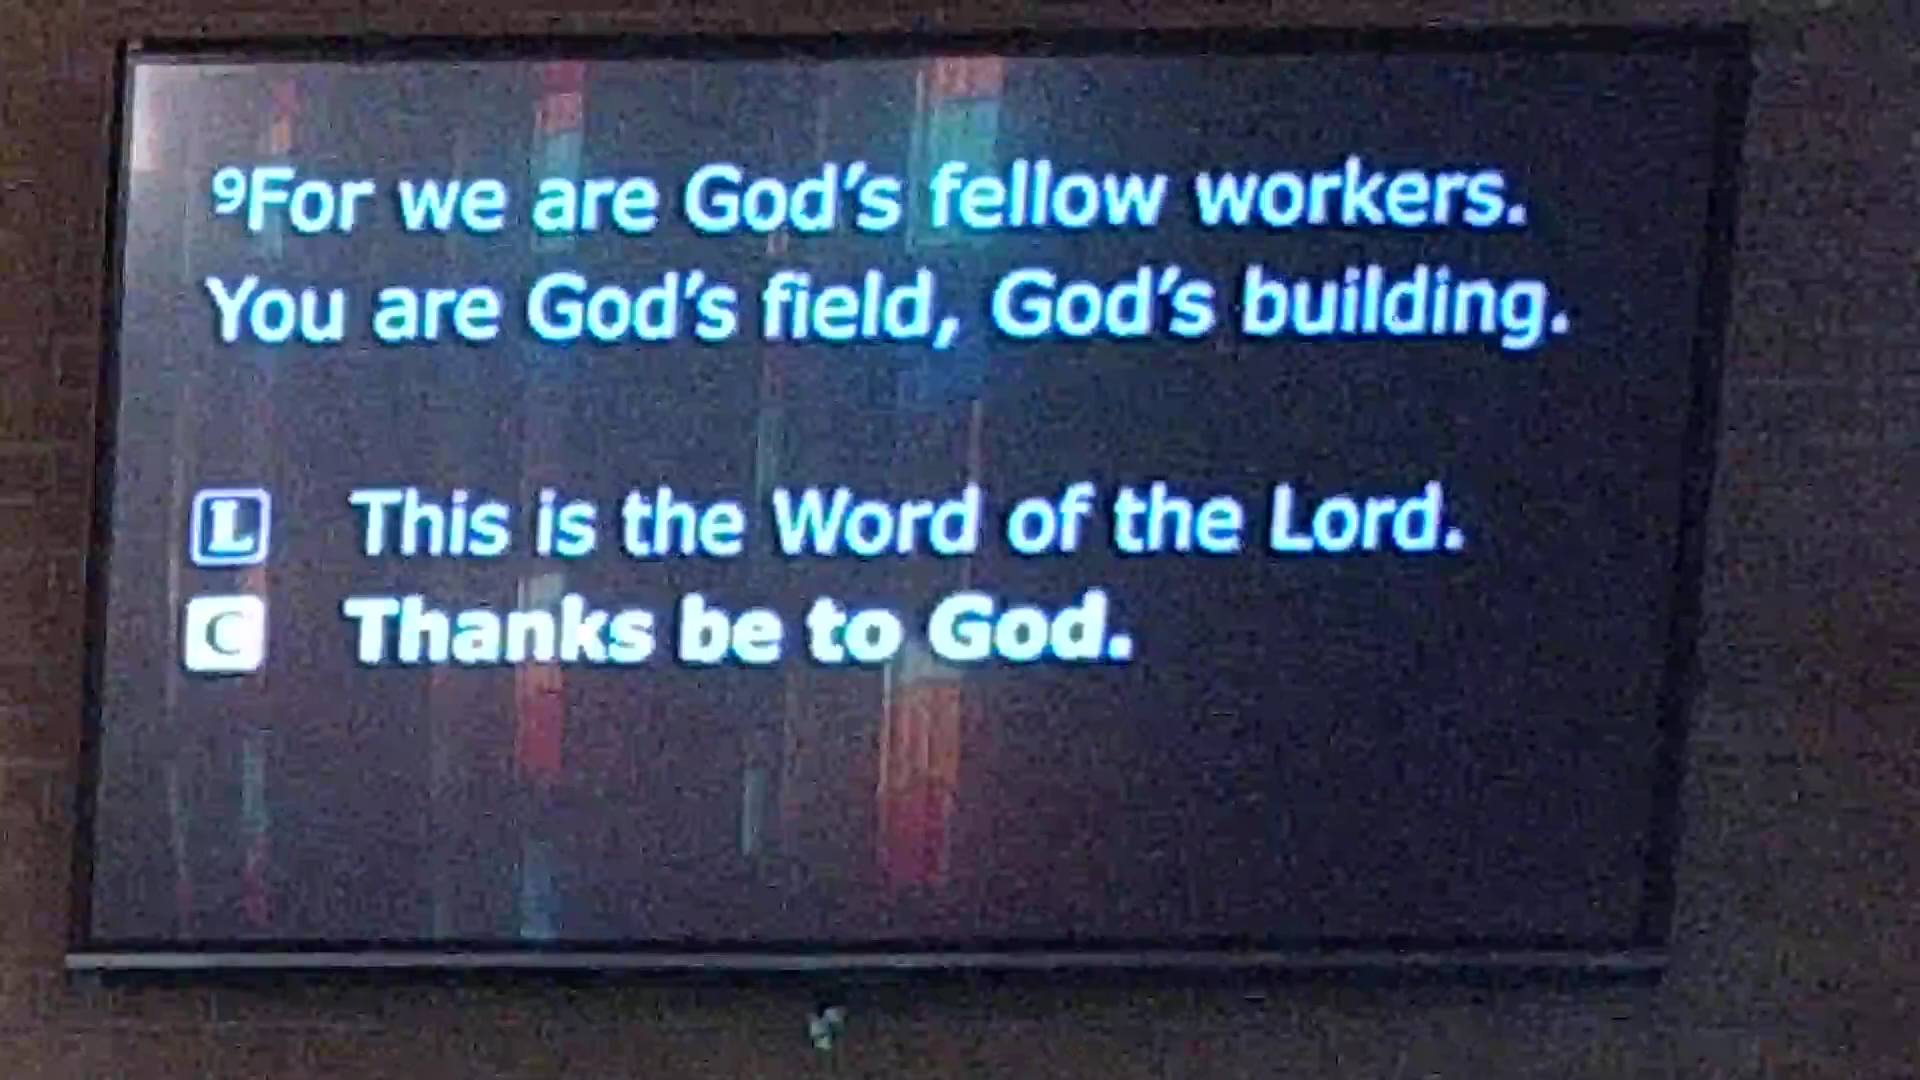 ⁹For we are God’s fellow workers.
You are God’s field, God’s building.
L This is the Word of the Lord.
C Thanks be to God.